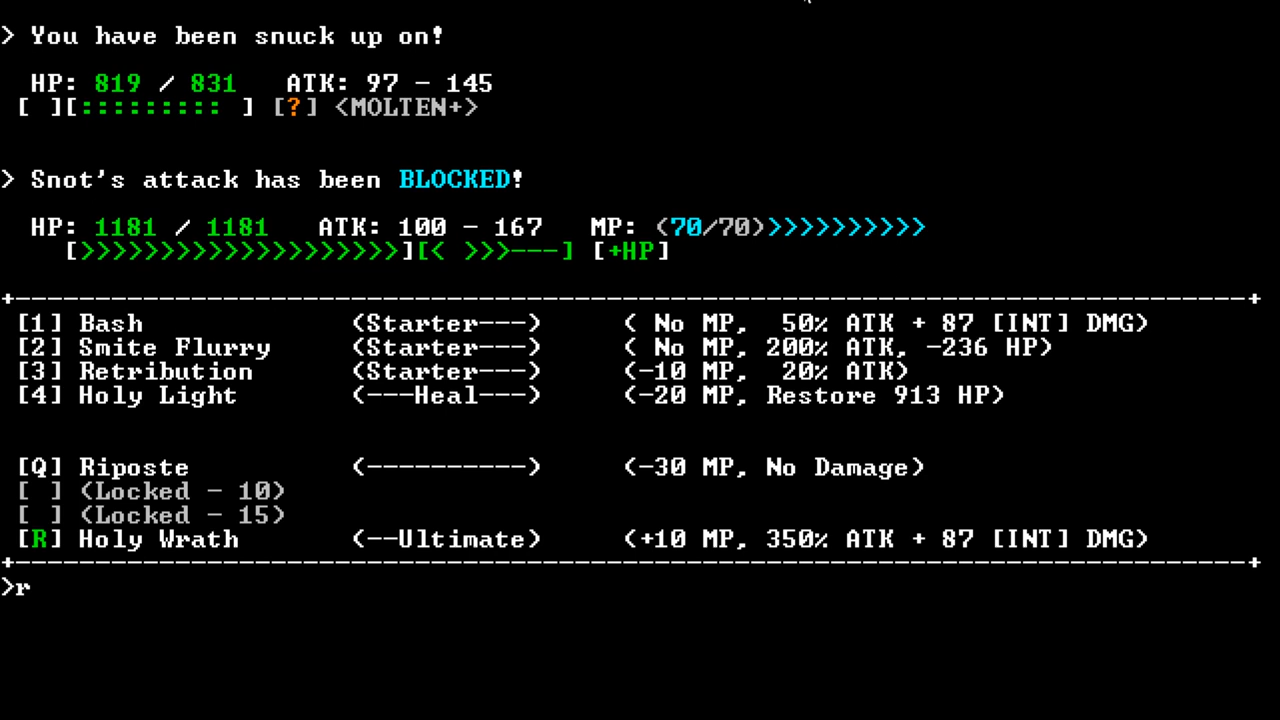 > You have been snuck up on!
HP: 819 / 831   ATK: 97 - 145
[ ][::::::::: ] [?] <MOLTEN+>
> Snot's attack has been BLOCKED!
HP: 1181 / 1181   ATK: 100 - 167   MP: (70/70)>>>>>>>>>>
[>>>>>>>>>>>>>>>>>>>>][< >>>---] [+HP]
+------------------------------------------------------------------------------+
[1] Bash             (Starter---)     ( No MP,  50% ATK + 87 [INT] DMG)
[2] Smite Flurry     (Starter---)     ( No MP, 200% ATK, -236 HP)
[3] Retribution      (Starter---)     (-10 MP,  20% ATK)
[4] Holy Light       (---Heal---)     (-20 MP, Restore 913 HP)
[Q] Riposte          (----------)     (-30 MP, No Damage)
[ ] (Locked - 10)
[ ] (Locked - 15)
[R] Holy Wrath       (--Ultimate)     (+10 MP, 350% ATK + 87 [INT] DMG)
+------------------------------------------------------------------------------+
>r